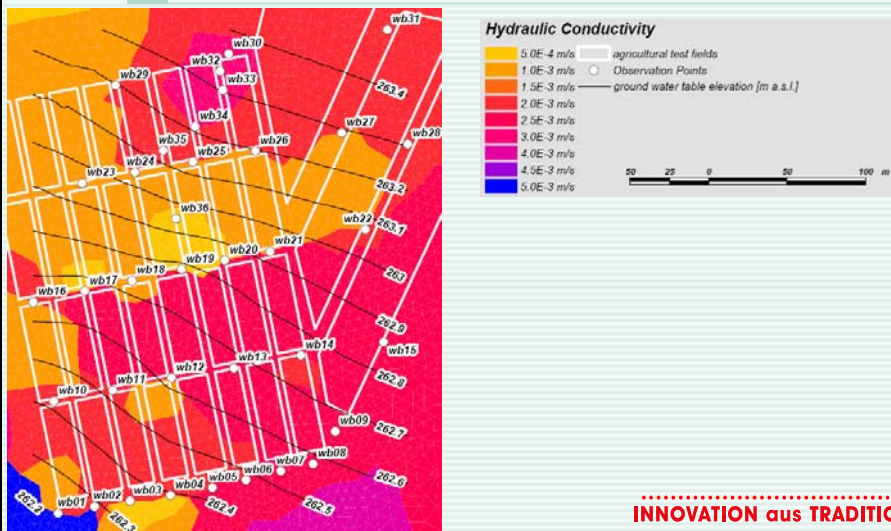 wb31
wb30
wb32
wb29
wb33
263.4
wb34
wb27
wb28
wb35
wb26
wb25
wb24
wb23
263.2
wb36
wb22
263.1
wb21
wb20
263
wb19
wb18
wb17
wb16
262.9
wb14
wb15
wb13
wb12
262.8
wb11
wb10
wb09
262.7
wb08
wb07
262.6
wb06
wb05
wb04
wb03
wb02
wb01
262.2
262.3
262.4
262.5
Hydraulic Conductivity
5.0E-4 m/s
1.0E-3 m/s
1.5E-3 m/s
2.0E-3 m/s
2.5E-3 m/s
3.0E-3 m/s
4.0E-3 m/s
4.5E-3 m/s
5.0E-3 m/s
agricultural test fields
Observation Points
ground water table elevation [m a.s.l.]
50 25 0 50 100 m
INNOVATION aus TRADITIO